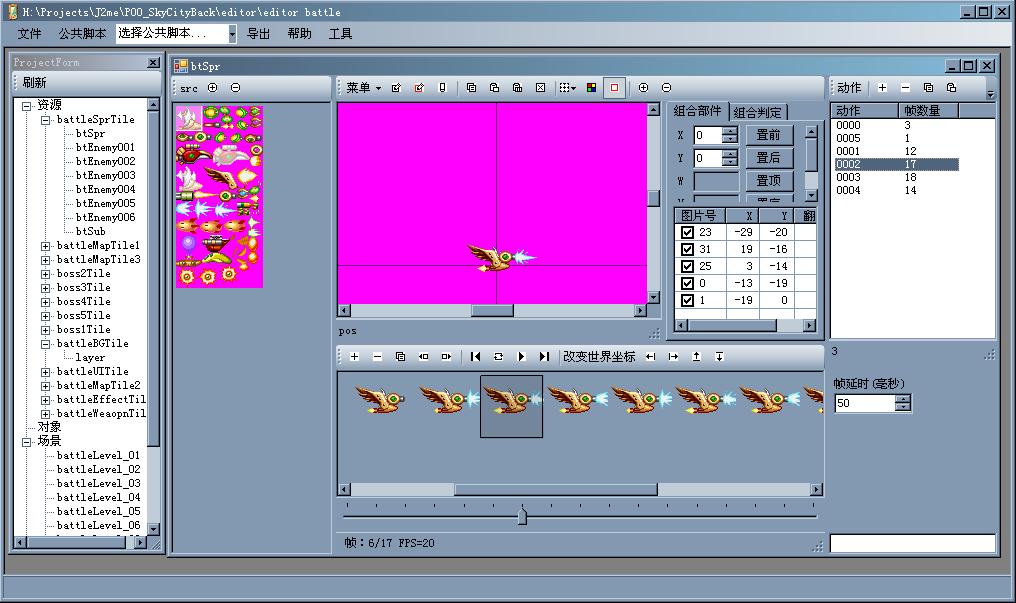 H:\Projects\J2me\P00_SkyCityBack\editor\editor battle
文件 公共脚本 选择公共脚本... 导出 帮助 工具
ProjectForm
刷新
资源
battleSprTile
btSpr
btEnemy001
btEnemy002
btEnemy003
btEnemy004
btEnemy005
btEnemy006
btSub
battleMapTile1
battleMapTile3
boss2Tile
boss3Tile
boss4Tile
boss5Tile
boss1Tile
battleBGTile
layer
battleUITile
battleMapTile2
battleEffectTil
battleWeaopnTil
对象
场景
battleLevel_01
battleLevel_02
battleLevel_03
battleLevel_04
battleLevel_05
battleLevel_06
btSpr
src
菜单
pos
组合部件 组合判定
X 0 置前
Y 0 置后
W 置顶
图片号 X Y 翻
23 -29 -20
31 19 -16
25 3 -14
0 -13 -19
1 -19 0
改变世界坐标
帧:6/17 FPS=20
动作
动作 帧数量
0000 3
0005 1
0001 12
0002 17
0003 18
0004 14
3
帧延时(毫秒)
50